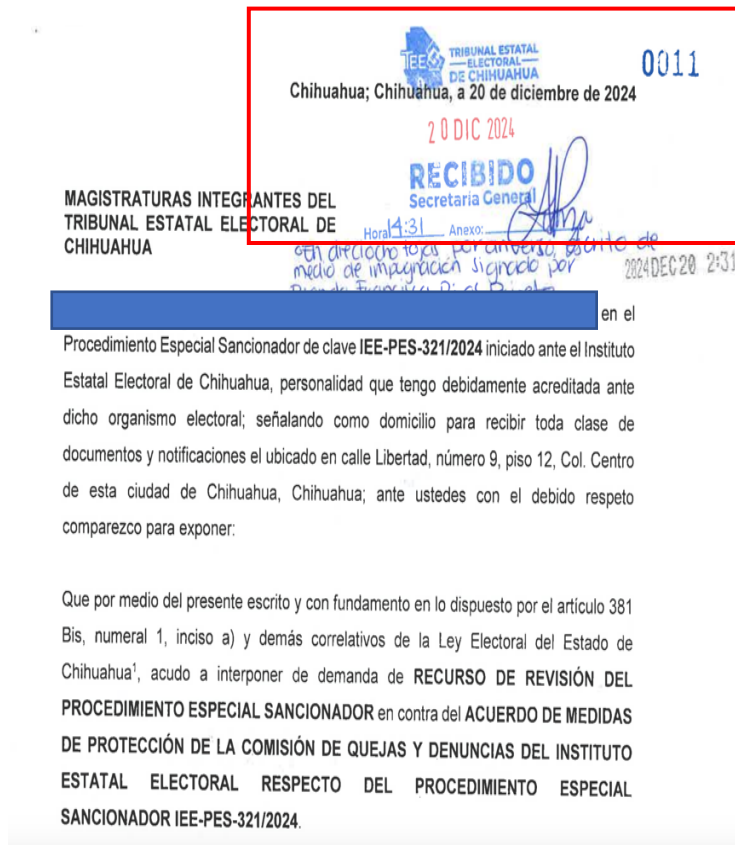 TEE
TRIBUNAL ESTATAL
ELECTORAL
DE CHIHUAHUA
0011
Chihuahua; Chihuahua, a 20 de diciembre de 2024
20 DIC 2024
RECIBIDO
Secretaría General
Hora 14:31 Anexo:
MAGISTRATURAS INTEGRANTES DEL
TRIBUNAL ESTATAL ELECTORAL DE
CHIHUAHUA
en dieciocho fojas por anverso, escrito de
medio de impugnación signado por
2024 DEC 20 2:31
en el
Procedimiento Especial Sancionador de clave IEE-PES-321/2024 iniciado ante el Instituto
Estatal Electoral de Chihuahua, personalidad que tengo debidamente acreditada ante
dicho organismo electoral; señalando como domicilio para recibir toda clase de
documentos y notificaciones el ubicado en calle Libertad, número 9, piso 12, Col. Centro
de esta ciudad de Chihuahua, Chihuahua; ante ustedes con el debido respeto
comparezco para exponer:
Que por medio del presente escrito y con fundamento en lo dispuesto por el artículo 381
Bis, numeral 1, inciso a) y demás correlativos de la Ley Electoral del Estado de
Chihuahua¹, acudo a interponer de demanda de RECURSO DE REVISIÓN DEL
PROCEDIMIENTO ESPECIAL SANCIONADOR en contra del ACUERDO DE MEDIDAS
DE PROTECCIÓN DE LA COMISIÓN DE QUEJAS Y DENUNCIAS DEL INSTITUTO
ESTATAL ELECTORAL RESPECTO DEL PROCEDIMIENTO ESPECIAL
SANCIONADOR IEE-PES-321/2024.